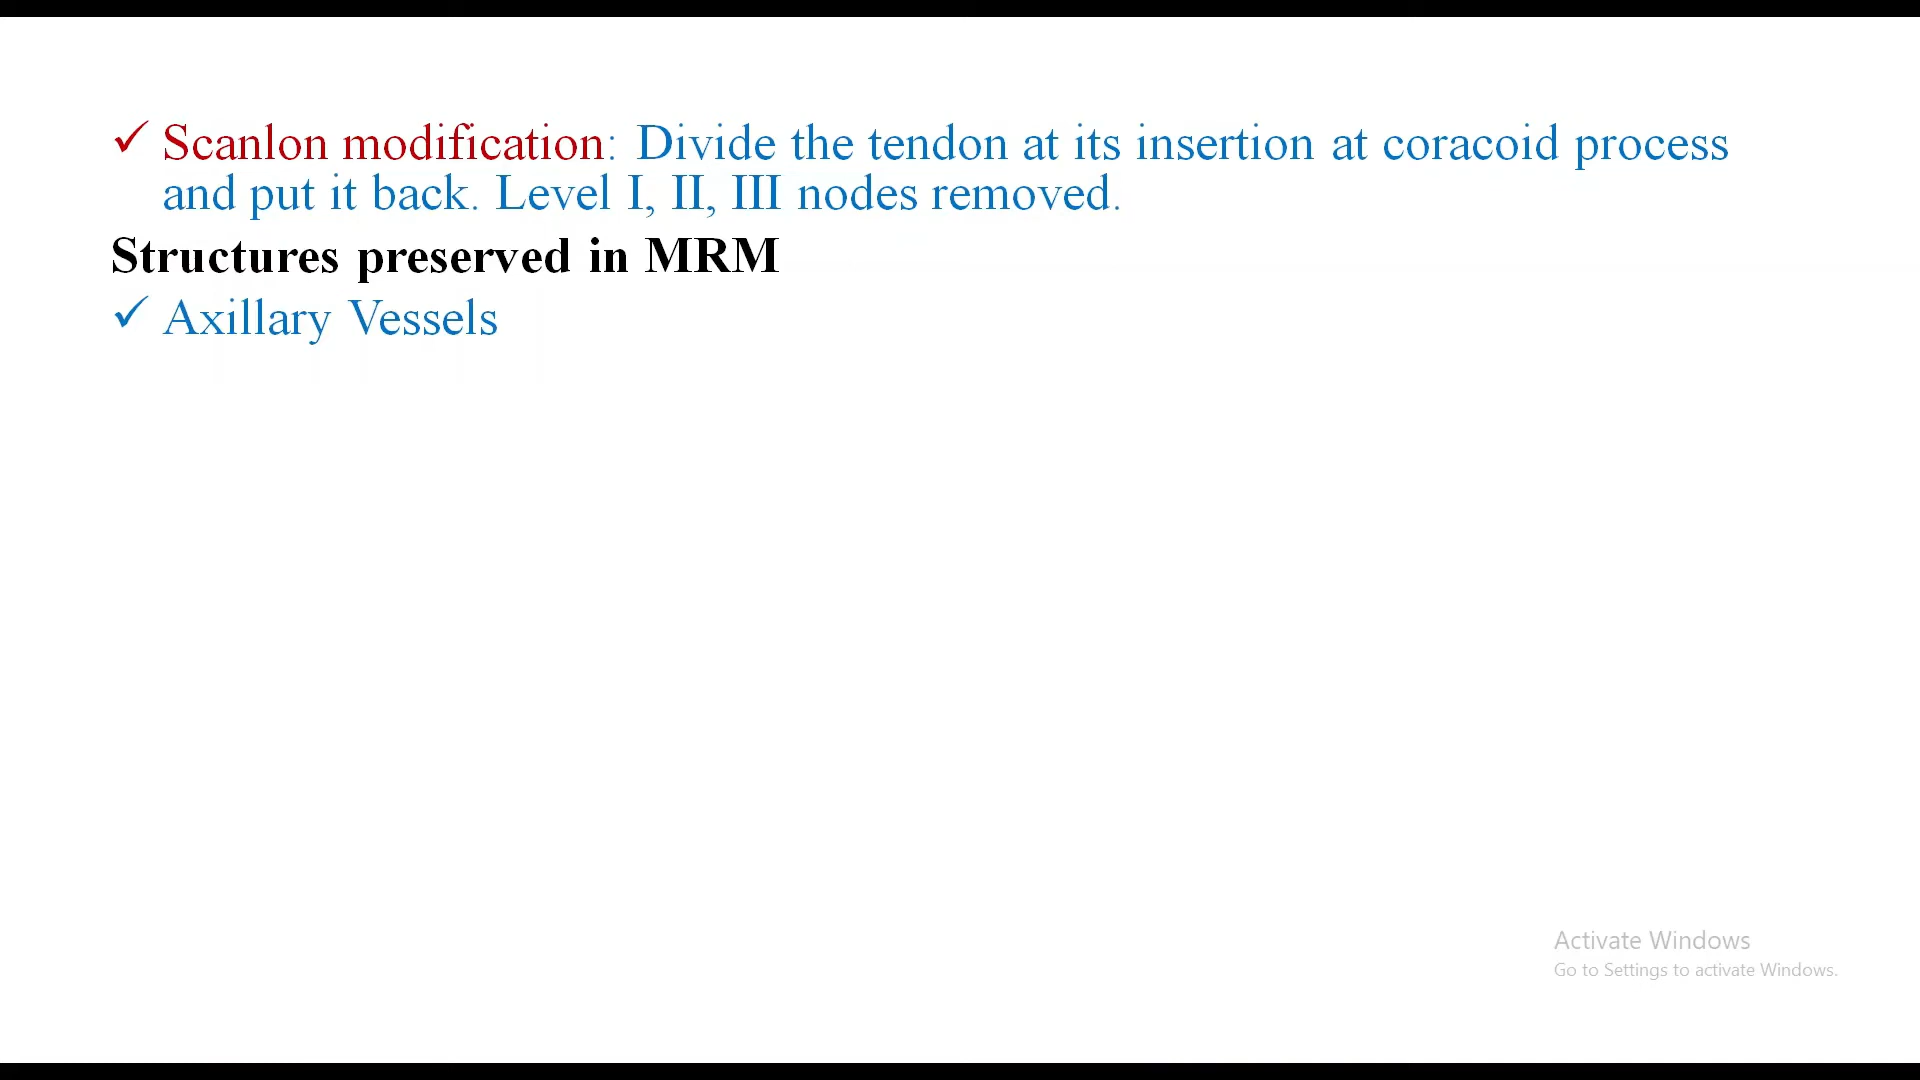 ✓ Scanlon modification: Divide the tendon at its insertion at coracoid process
and put it back. Level I, II, III nodes removed.
Structures preserved in MRM
✓ Axillary Vessels
Activate Windows
Go to Settings to activate Windows.